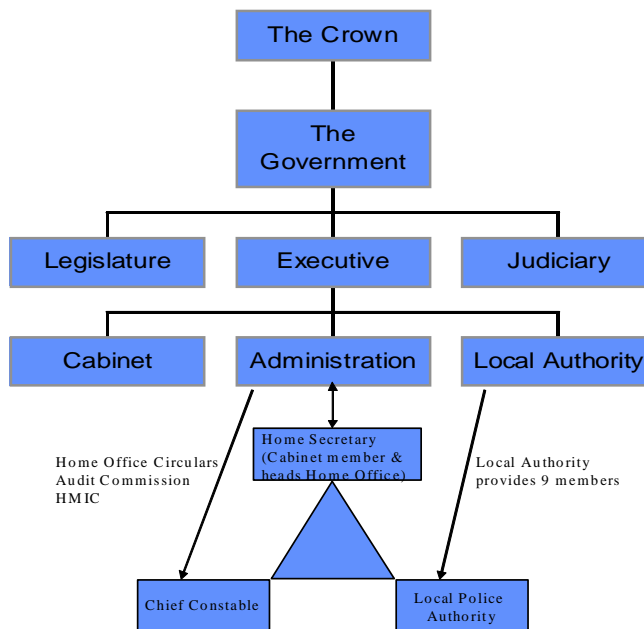 The Crown
The
Government
Legislature
Executive
Judiciary
Cabinet
Administration
Local Authority
Home Secretary
(Cabinet member &
heads Home Office)
Home Office Circulars
Audit Commission
HMIC
Local Authority
provides 9 members
Chief Constable
Local Police
Authority